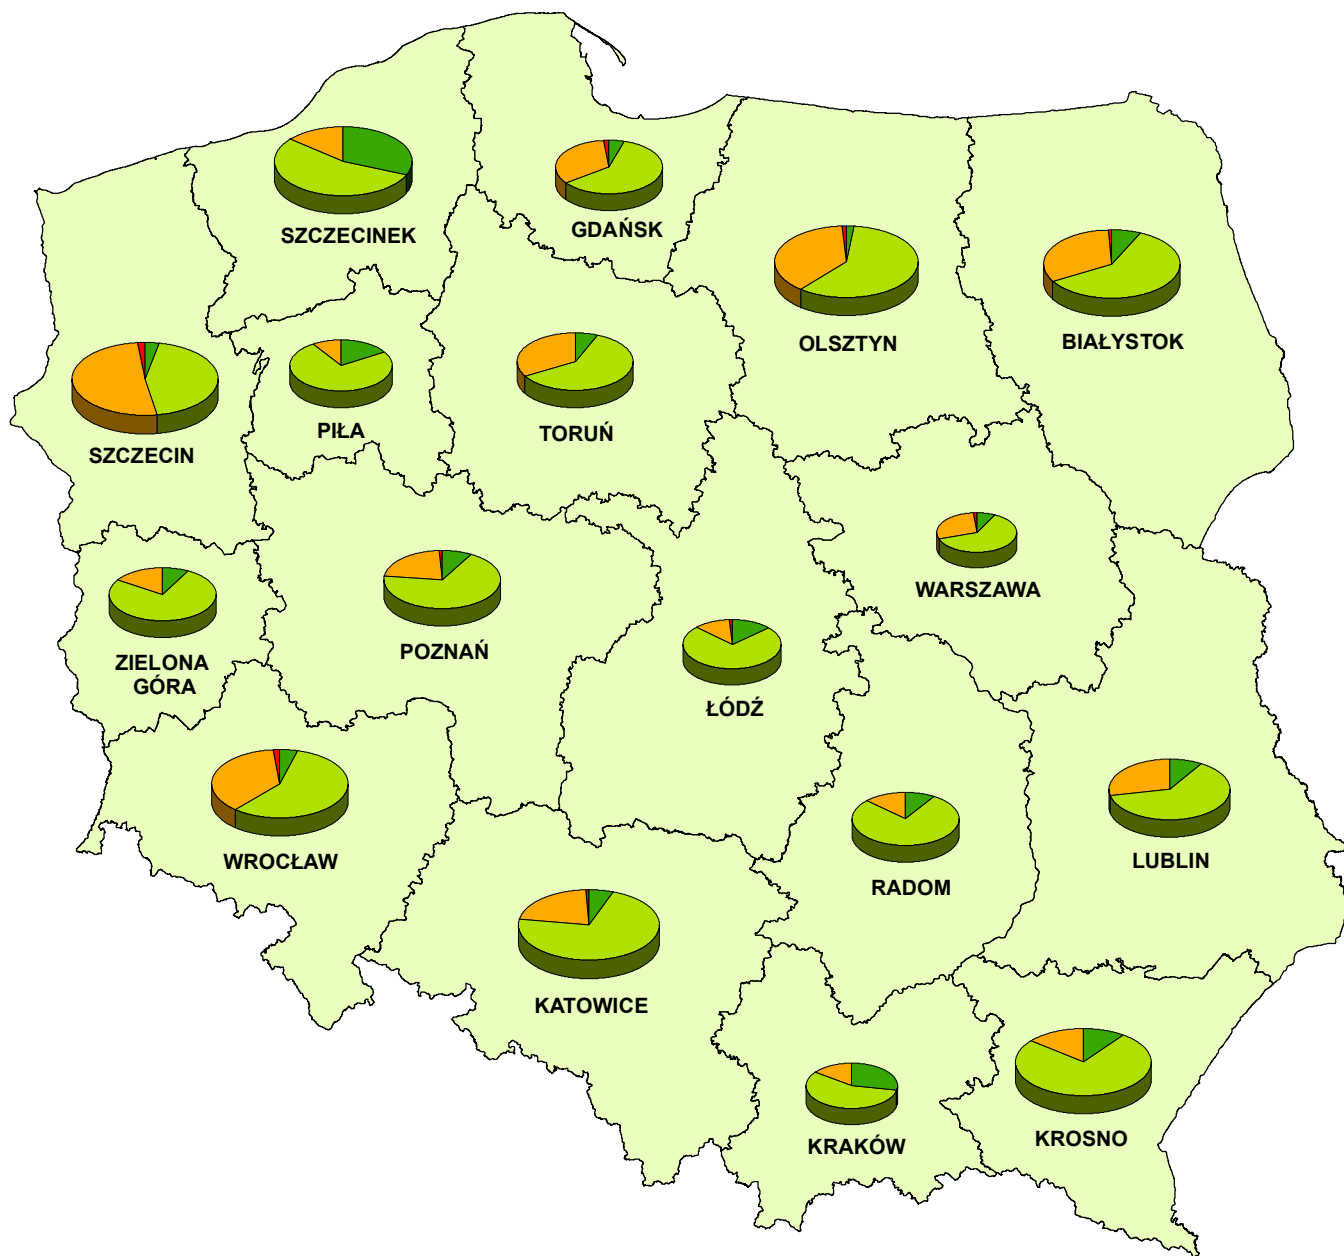 SZCZECINEK
GDAŃSK
OLSZTYN
BIAŁYSTOK
SZCZECIN
PIŁA
TORUŃ
WARSZAWA
ZIELONA
GÓRA
POZNAŃ
ŁÓDŹ
WROCŁAW
RADOM
LUBLIN
KATOWICE
KRAKÓW
KROSNO